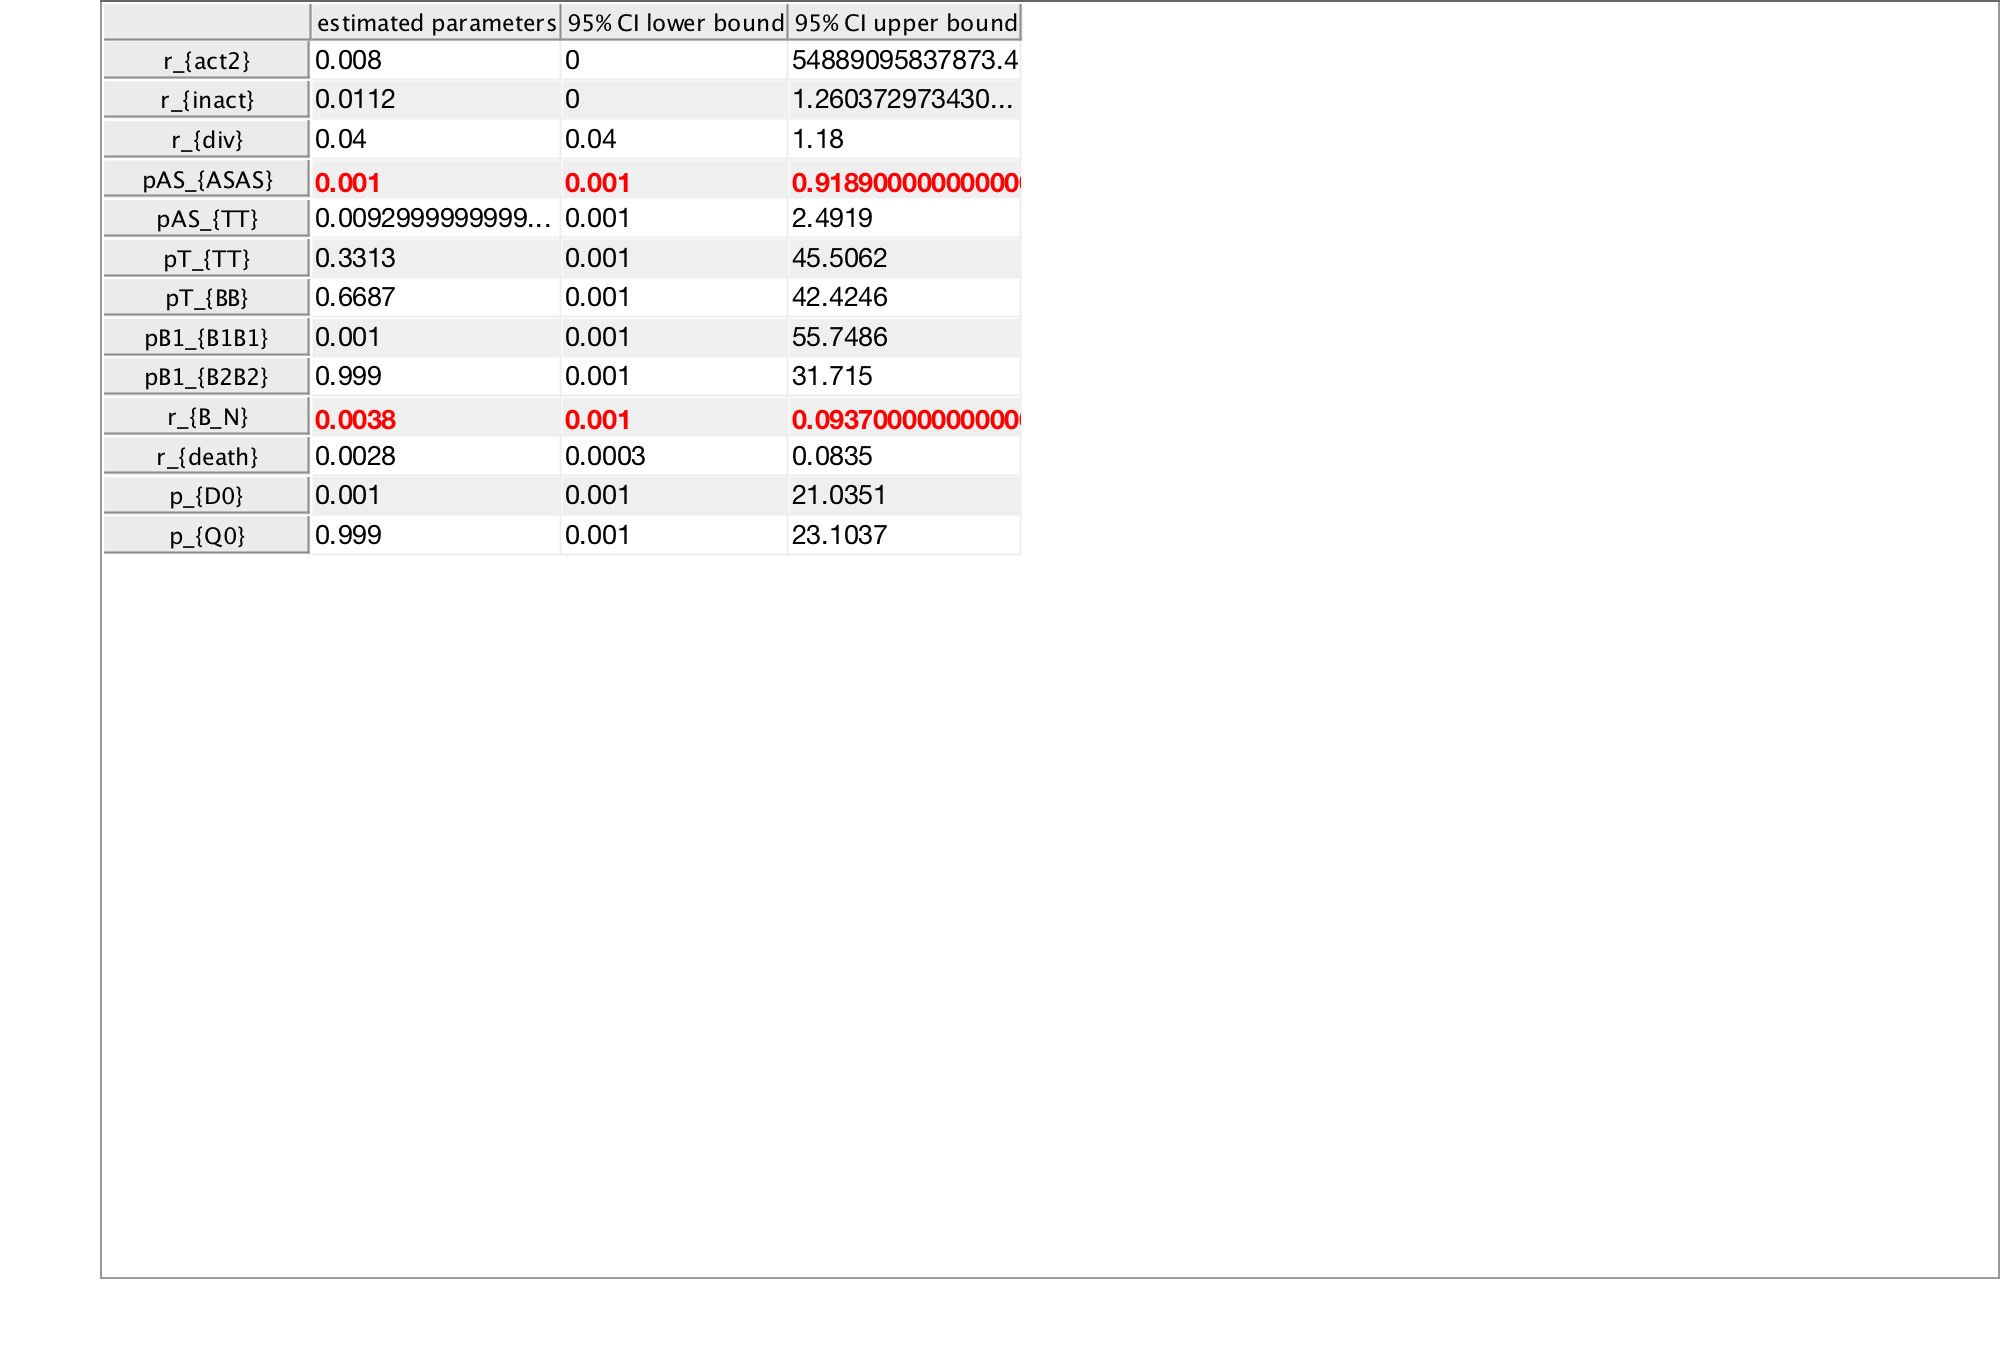 estimated parameters 95% CI lower bound 95% CI upper bound
r_{act2} 0.008 0 54889095837873.4
r_{inact} 0.0112 0 1.260372973430...
r_{div} 0.04 0.04 1.18
pAS_{ASAS} 0.001 0.001 0.9189000000000000
pAS_{TT} 0.0092999999999... 0.001 2.4919
pT_{TT} 0.3313 0.001 45.5062
pT_{BB} 0.6687 0.001 42.4246
pB1_{B1B1} 0.001 0.001 55.7486
pB1_{B2B2} 0.999 0.001 31.715
r_{B_N} 0.0038 0.001 0.0937000000000000
r_{death} 0.0028 0.0003 0.0835
p_{D0} 0.001 0.001 21.0351
p_{Q0} 0.999 0.001 23.1037